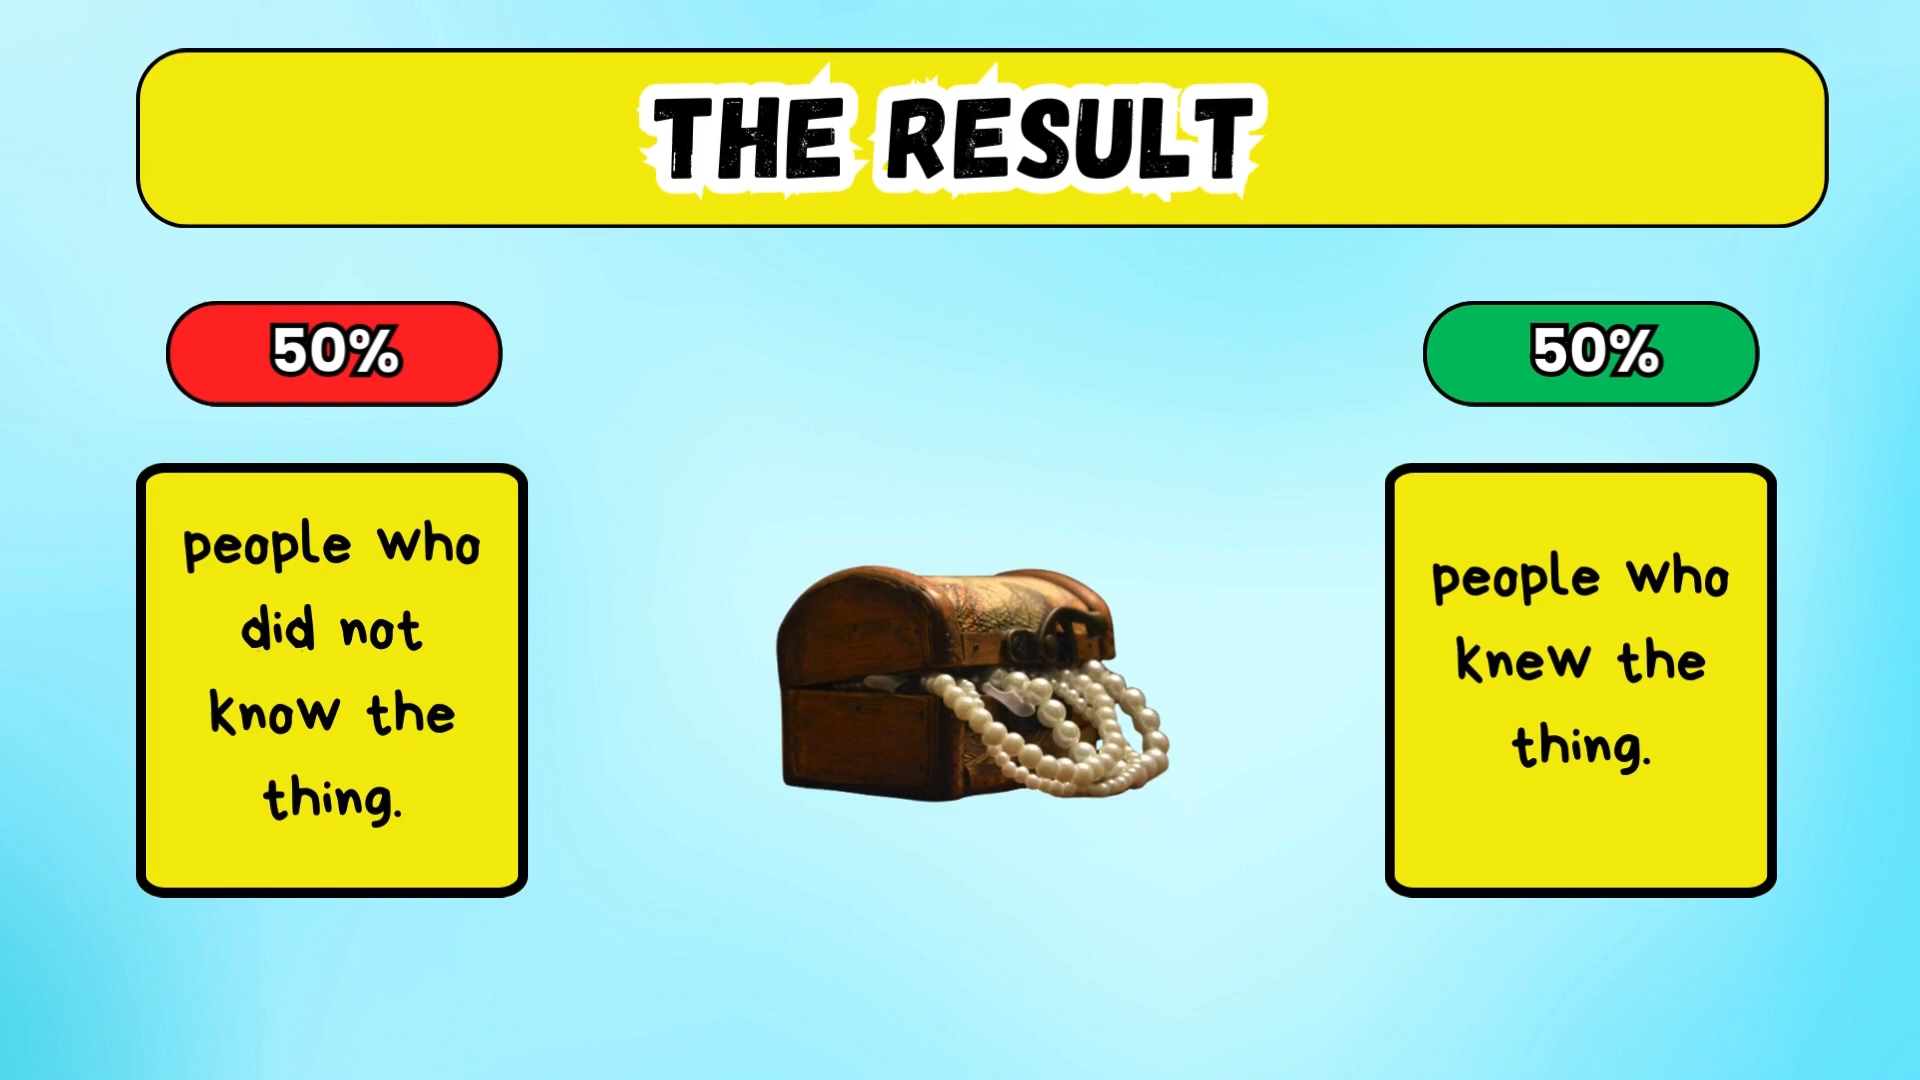 THE RESULT
50%
50%
people who
did not
know the
thing.
people who
knew the
thing.